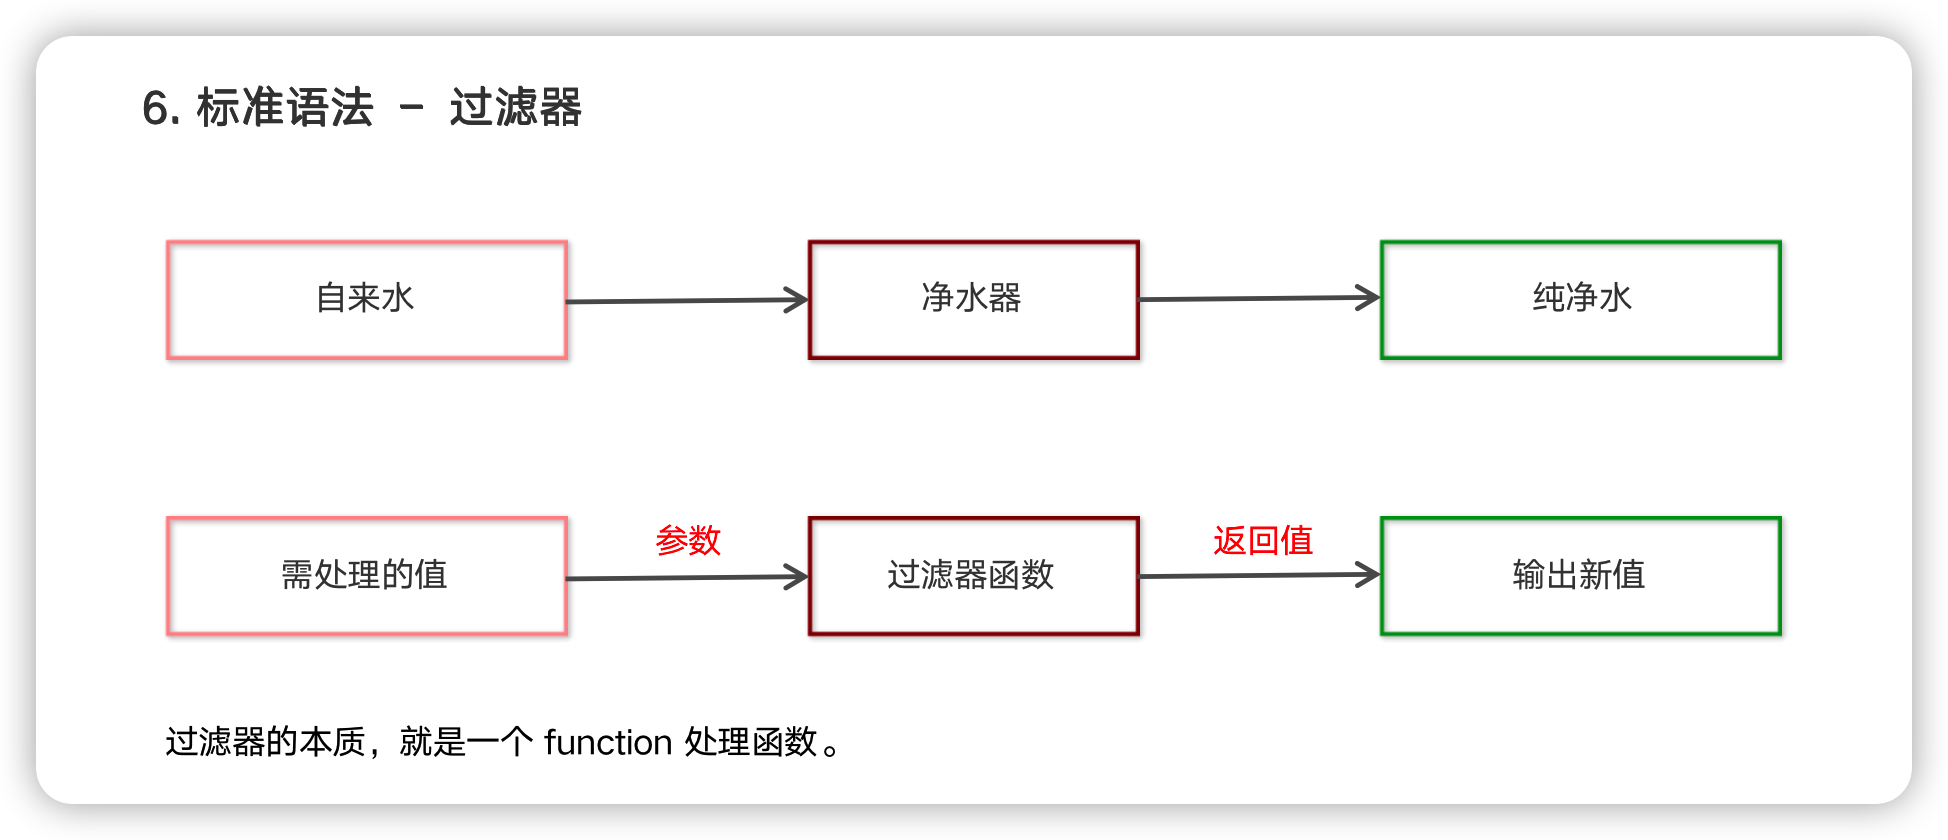 6. 标准语法 - 过滤器
自来水
净水器
纯净水
参数
返回值
需处理的值
过滤器函数
输出新值
过滤器的本质，就是一个 function 处理函数。